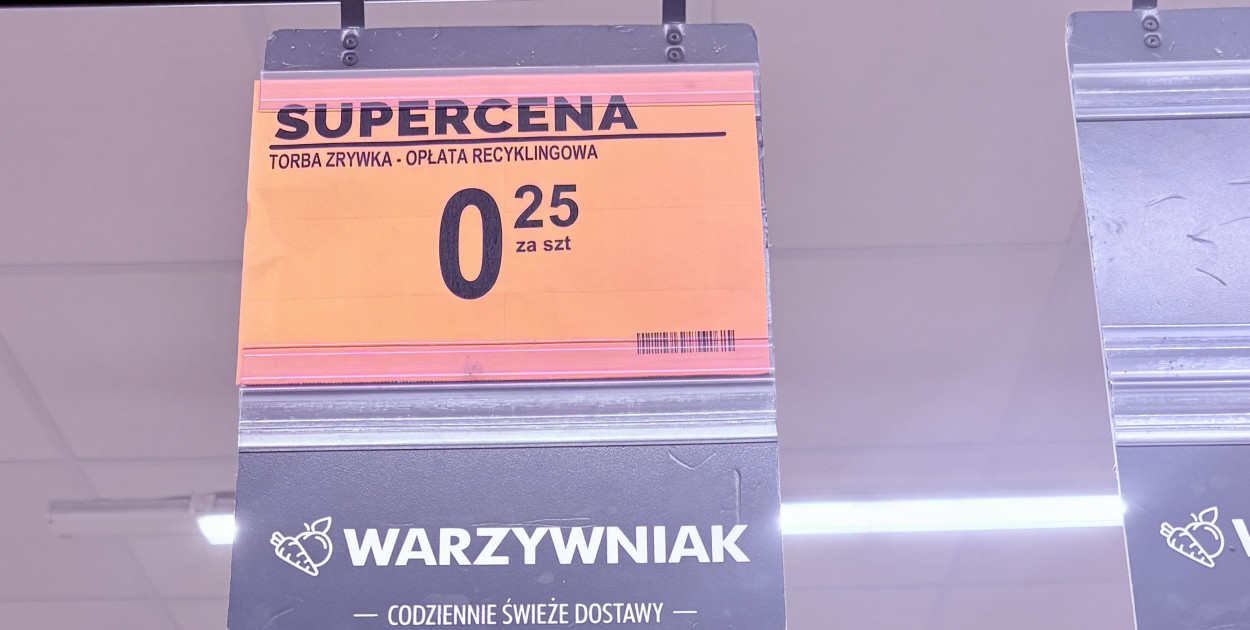 SUPERCENA
TORBA ZRYWKA - OPŁATA RECYKLINGOWA
0 25
za szt
WARZYWNIAK
— CODZIENNIE ŚWIEŻE DOSTAWY —